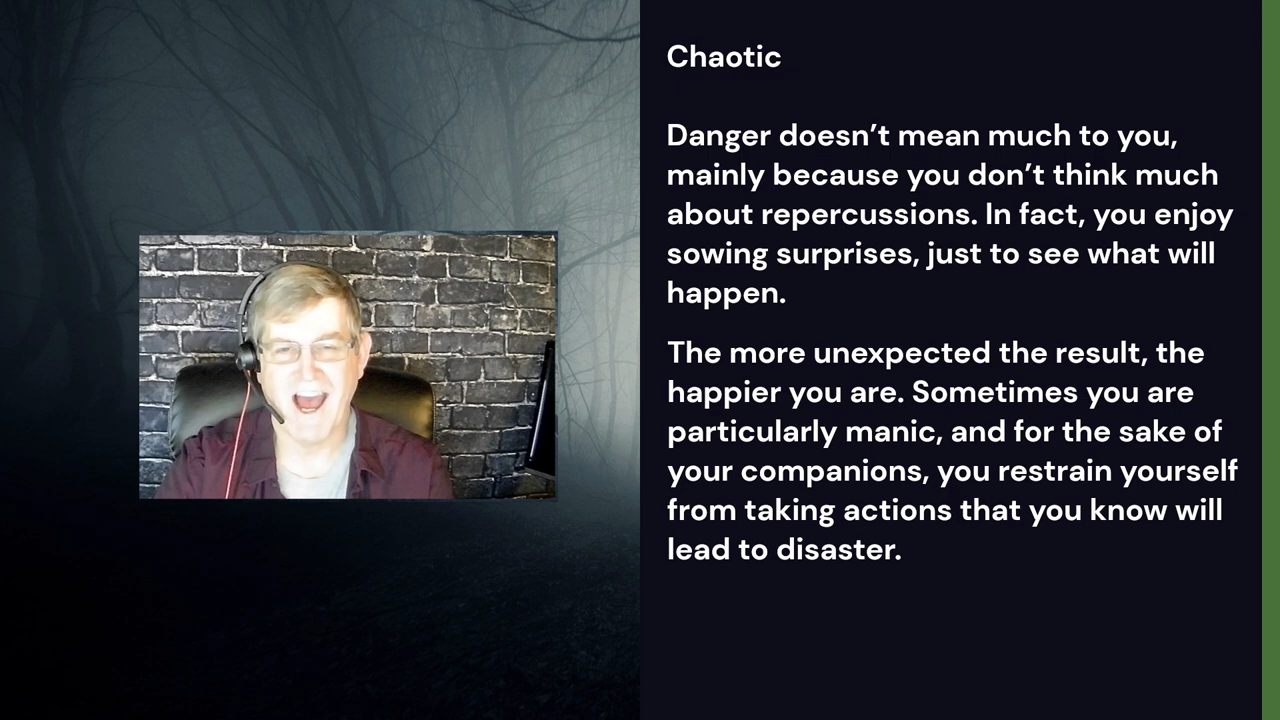 Chaotic
Danger doesn’t mean much to you,
mainly because you don’t think much
about repercussions. In fact, you enjoy
sowing surprises, just to see what will
happen.
The more unexpected the result, the
happier you are. Sometimes you are
particularly manic, and for the sake of
your companions, you restrain yourself
from taking actions that you know will
lead to disaster.